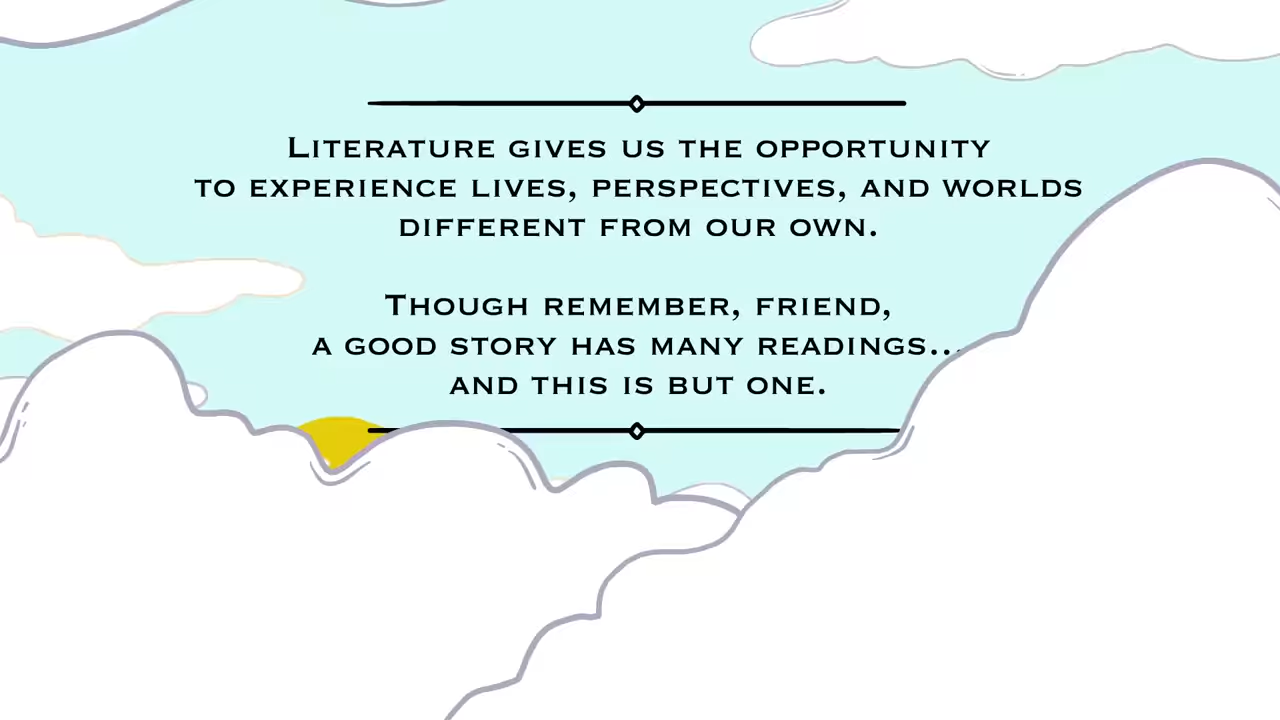 Literature gives us the opportunity
to experience lives, perspectives, and worlds
different from our own.
Though remember, friend,
a good story has many readings...
and this is but one.